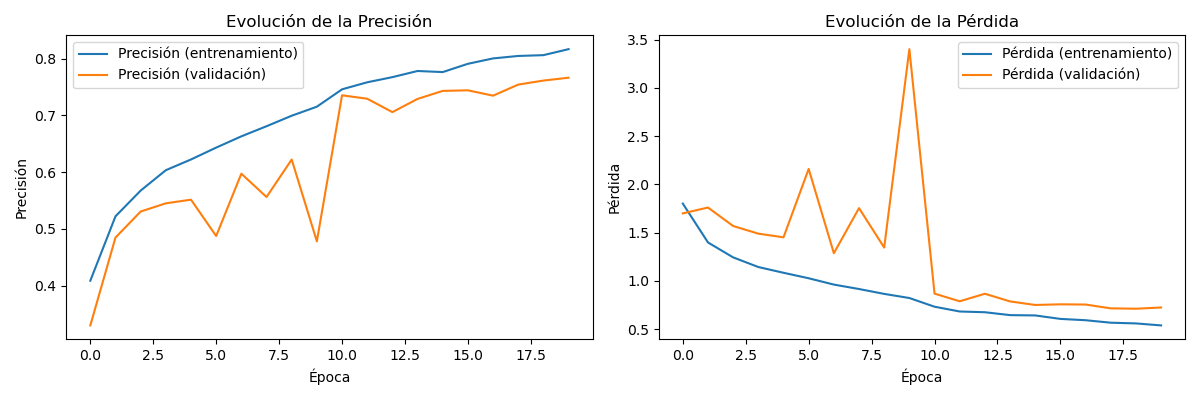 Evolución de la Precisión
Precisión (entrenamiento)
Precisión (validación)
0.8
0.7
0.6
0.5
0.4
Precisión
0.0 2.5 5.0 7.5 10.0 12.5 15.0 17.5
Época
Evolución de la Pérdida
Pérdida (entrenamiento)
Pérdida (validación)
3.5
3.0
2.5
2.0
1.5
1.0
0.5
Pérdida
0.0 2.5 5.0 7.5 10.0 12.5 15.0 17.5
Época